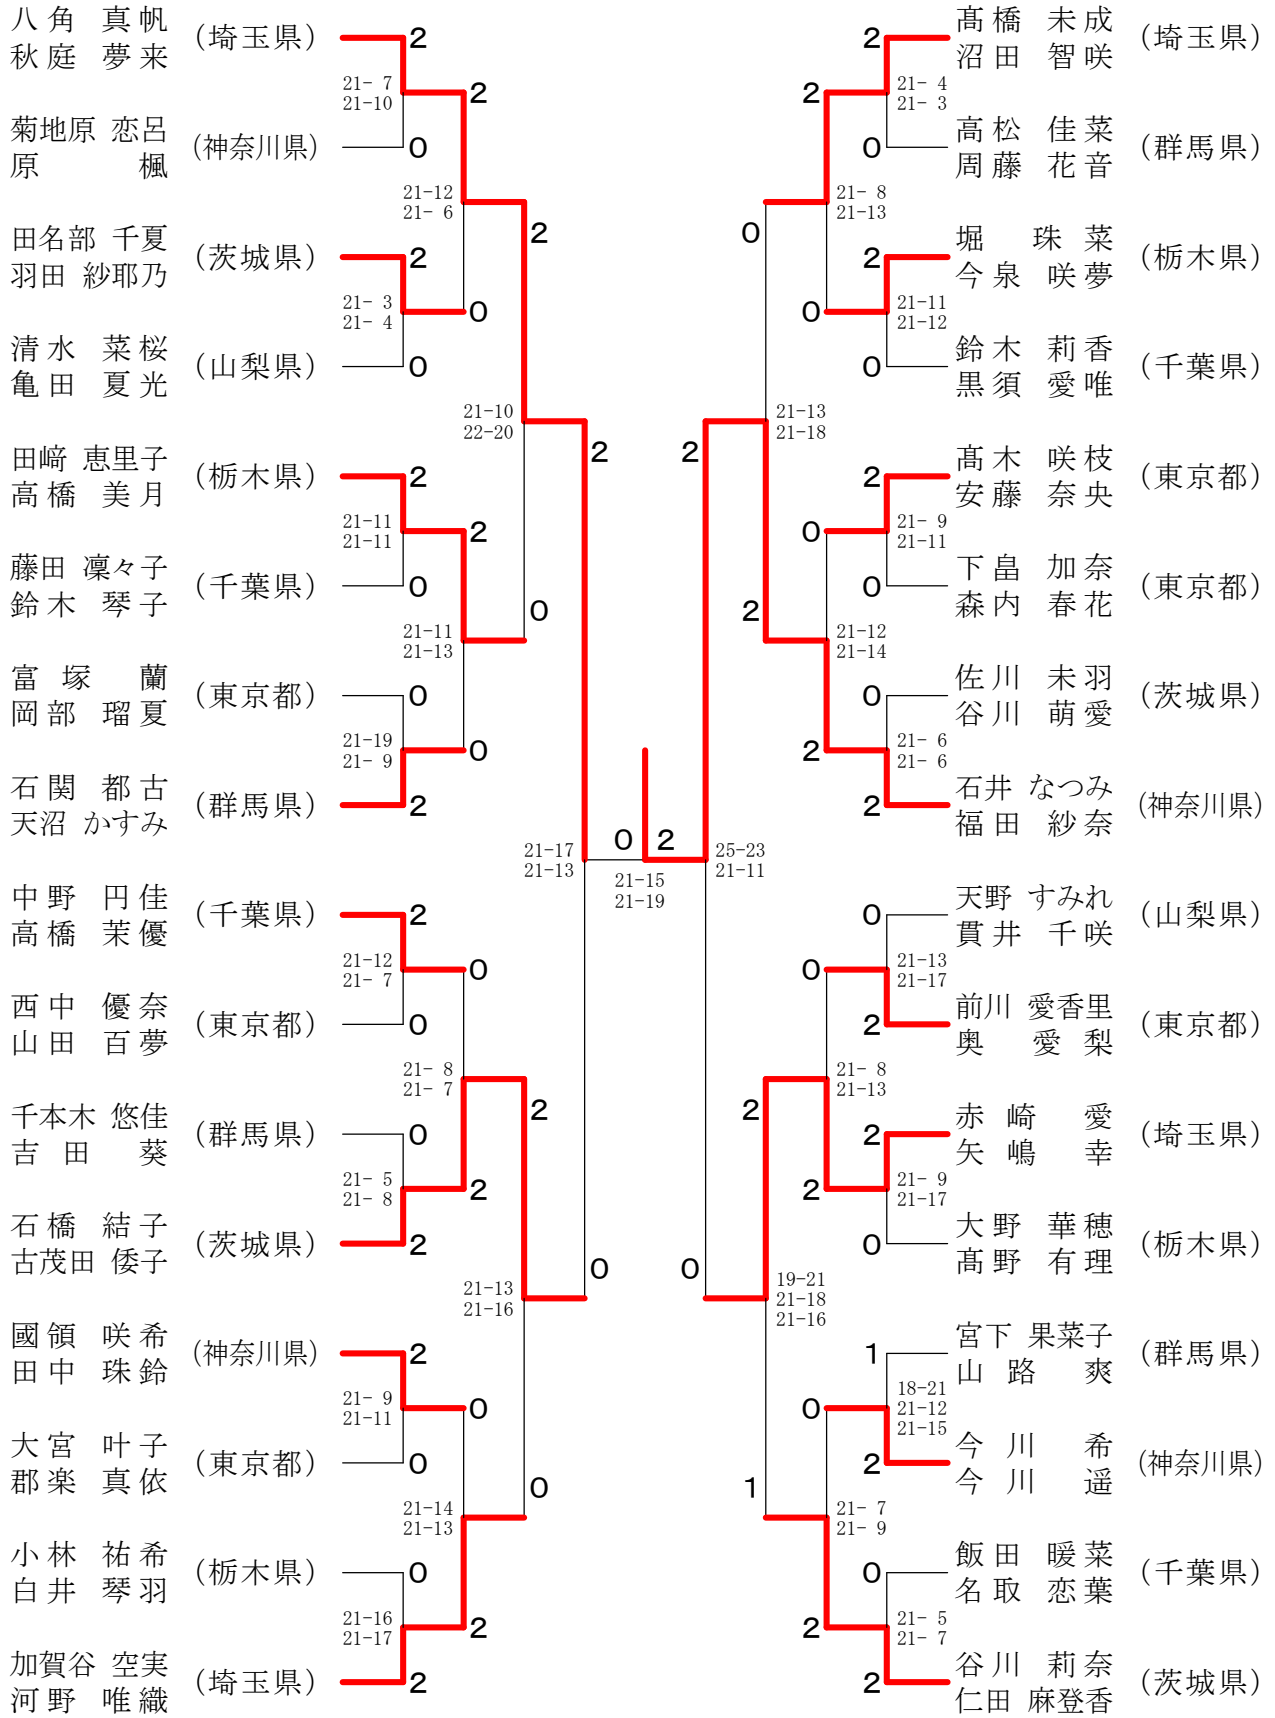 八角 真帆
秋庭 夢来
(埼玉県)
2
21- 7
21-10
2
菊地原 恋呂
原 楓
(神奈川県)
0
21-12
21- 6
2
田名部 千夏
羽田 紗耶乃
(茨城県)
2
21- 3
21- 4
0
清水 菜桜
亀田 夏光
(山梨県)
0
21-10
22-20
2
田﨑 恵里子
高橋 美月
(栃木県)
2
21-11
21-11
2
藤田 凜々子
鈴木 琴子
(千葉県)
0
21-11
21-13
0
富塚 蘭
岡部 瑠夏
(東京都)
0
21-19
21- 9
0
石関 都古
天沼 かすみ
(群馬県)
2
21-17
21-13
0
2
21-15
21-19
中野 円佳
高橋 茉優
(千葉県)
2
21-12
21- 7
0
西中 優奈
山田 百夢
(東京都)
0
21- 8
21- 7
2
千本木 悠佳
吉田 葵
(群馬県)
0
21- 5
21- 8
2
石橋 結子
古茂田 倭子
(茨城県)
2
21-13
21-16
0
國領 咲希
田中 珠鈴
(神奈川県)
2
21- 9
21-11
0
大宮 叶子
郡楽 真依
(東京都)
0
21-14
21-13
0
小林 祐希
白井 琴羽
(栃木県)
0
21-16
21-17
2
加賀谷 空実
河野 唯織
(埼玉県)
2
髙橋 未成
沼田 智咲
(埼玉県)
2
21- 4
21- 3
2
高松 佳菜
周藤 花音
(群馬県)
0
21- 8
21-13
0
堀 珠菜
今泉 咲夢
(栃木県)
2
21-11
21-12
0
鈴木 莉香
黒須 愛唯
(千葉県)
0
21-13
21-18
2
髙木 咲枝
安藤 奈央
(東京都)
2
21- 9
21-11
0
下畠 加奈
森内 春花
(東京都)
0
21-12
21-14
2
佐川 未羽
谷川 萌愛
(茨城県)
0
21- 6
21- 6
2
石井 なつみ
福田 紗奈
(神奈川県)
2
25-23
21-11
天野 すみれ
貫井 千咲
(山梨県)
0
21-13
21-17
0
前川 愛香里
奥 愛梨
(東京都)
2
21- 8
21-13
2
赤崎 愛
矢嶋 幸
(埼玉県)
2
21- 9
21-17
2
大野 華穂
髙野 有理
(栃木県)
0
19-21
21-18
21-16
0
宮下 果菜子
山路 爽
(群馬県)
1
18-21
21-12
21-15
0
今川 希
今川 遥
(神奈川県)
2
21- 7
21- 9
1
飯田 暖菜
名取 恋葉
(千葉県)
0
21- 5
21- 7
2
谷川 莉奈
仁田 麻登香
(茨城県)
2